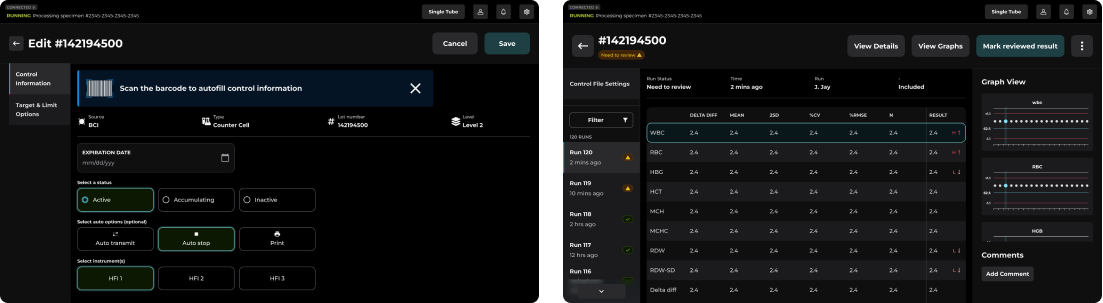 CONNECTED
RUNNING Processing specimen #2345-2345-2345-2345
Single Tube
Edit #142194500
Cancel
Save
Control Information
Target & Limit Options
Scan the barcode to autofill control information
Source
BCI
Type
Counter Cell
Lot number
142194500
Level
Level 2
EXPIRATION DATE
mm/dd/yyy
Select a status
Active
Accumulating
Inactive
Select auto options (optional)
Auto transmit
Auto stop
Print
Select instrument(s)
HFI 1
HFI 2
HFI 3
CONNECTED
RUNNING Processing specimen #2345-2345-2345-2345
Single Tube
#142194500
Need to review
View Details
View Graphs
Mark reviewed result
Control File Settings
Filter
120 RUNS
Run 120
2 mins ago
Run 119
10 mins ago
Run 118
2 hrs ago
Run 117
12 hrs ago
Run 116
Run Status
Need to review
Time
2 mins ago
Run
J. Jay
-
Included
DELTA DIFF MEAN 2SD %CV %RMSE N RESULT
WBC 2.4 2.4 2.4 2.4 2.4 2.4 2.4 H ↑
RBC 2.4 2.4 2.4 2.4 2.4 2.4 2.4 H ↑
HBG 2.4 2.4 2.4 2.4 2.4 2.4 2.4 L ↓
HCT 2.4 2.4 2.4 2.4 2.4 2.4 2.4
MCH 2.4 2.4 2.4 2.4 2.4 2.4 2.4
MCHC 2.4 2.4 2.4 2.4 2.4 2.4 2.4
RDW 2.4 2.4 2.4 2.4 2.4 2.4 2.4 L ↓
RDW-SD 2.4 2.4 2.4 2.4 2.4 2.4 2.4 L ↓
Delta diff 2.4 2.4 2.4 2.4 2.4 2.4 2.4
Graph View
wbc
RBC
HGB
Comments
Add Comment